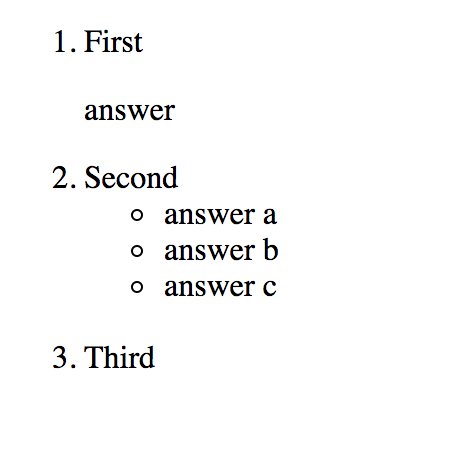 1. First
answer
2. Second
○ answer a
○ answer b
○ answer c
3. Third